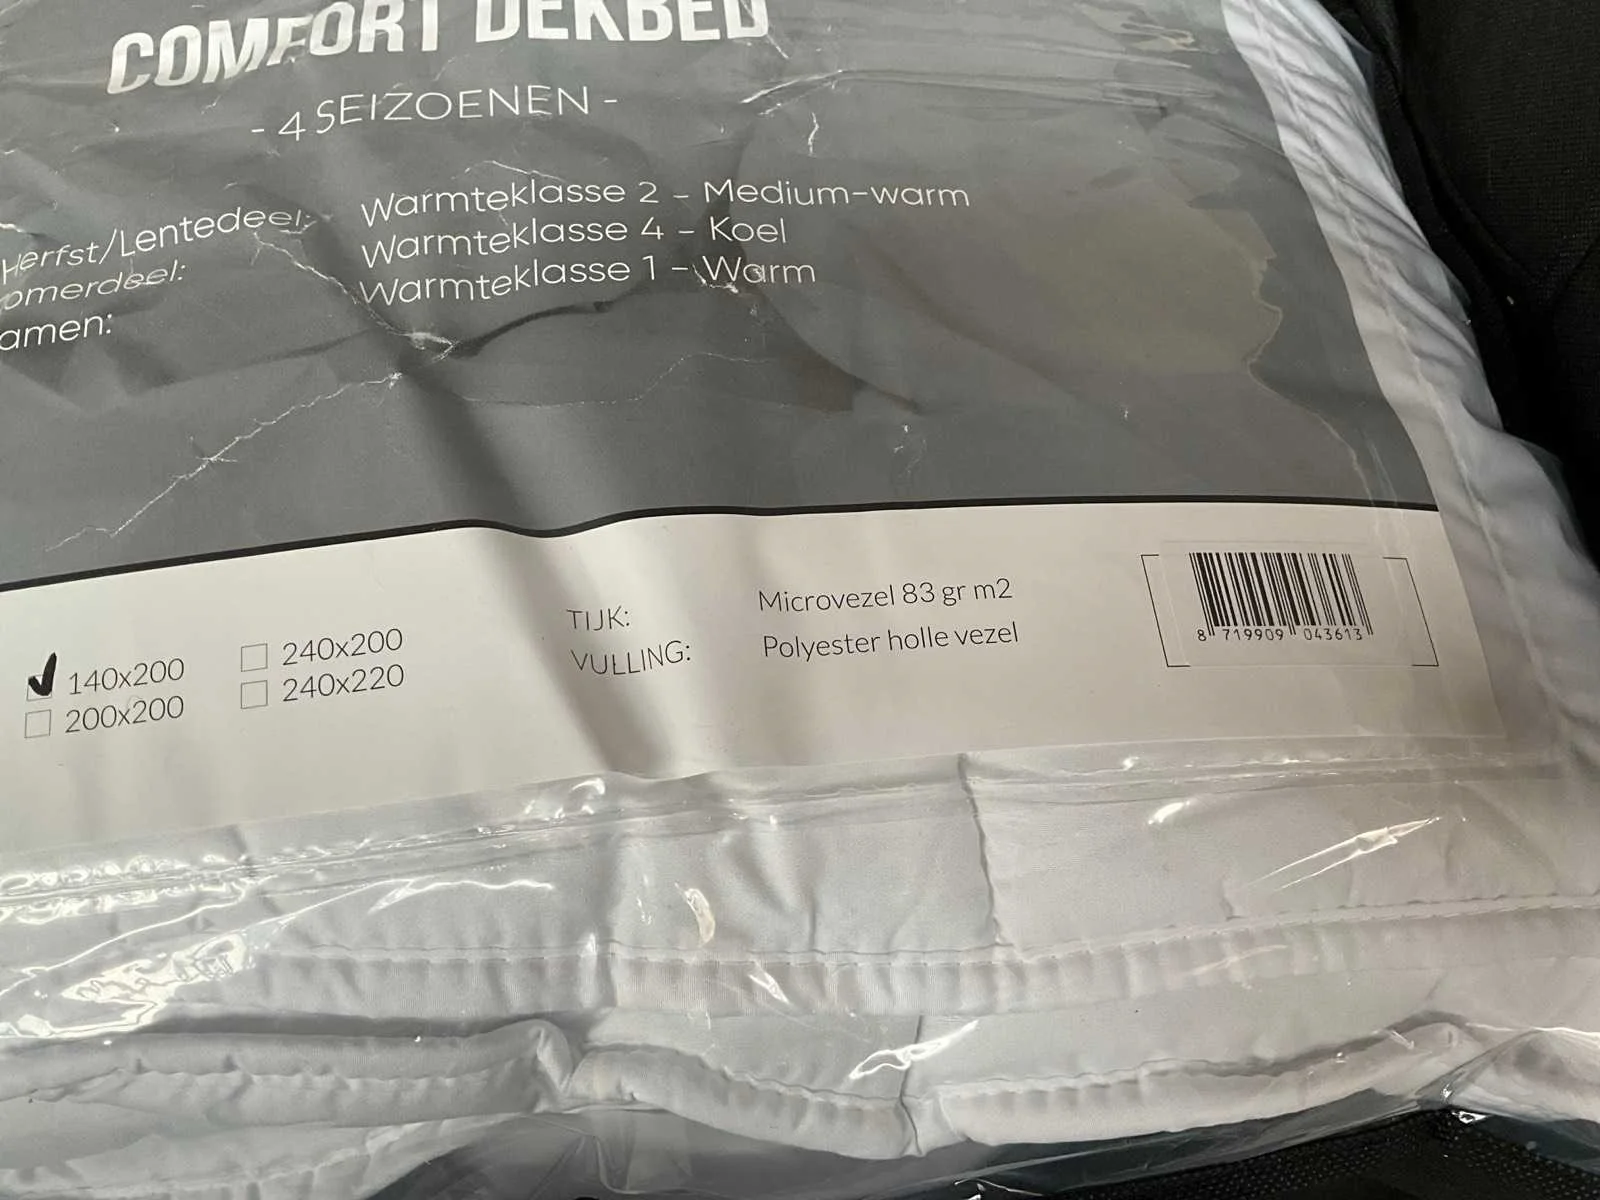 COMFORT DEKBED
- 4 SEIZOENEN -
Herfst/Lentedeel: Warmteklasse 2 - Medium-warm
omerdeel: Warmteklasse 4 - Koel
amen: Warmteklasse 1 - Warm
140x200 240x200
200x200 240x220
TIJK: Microvezel 83 gr m2
VULLING: Polyester holle vezel
8 719909 043613